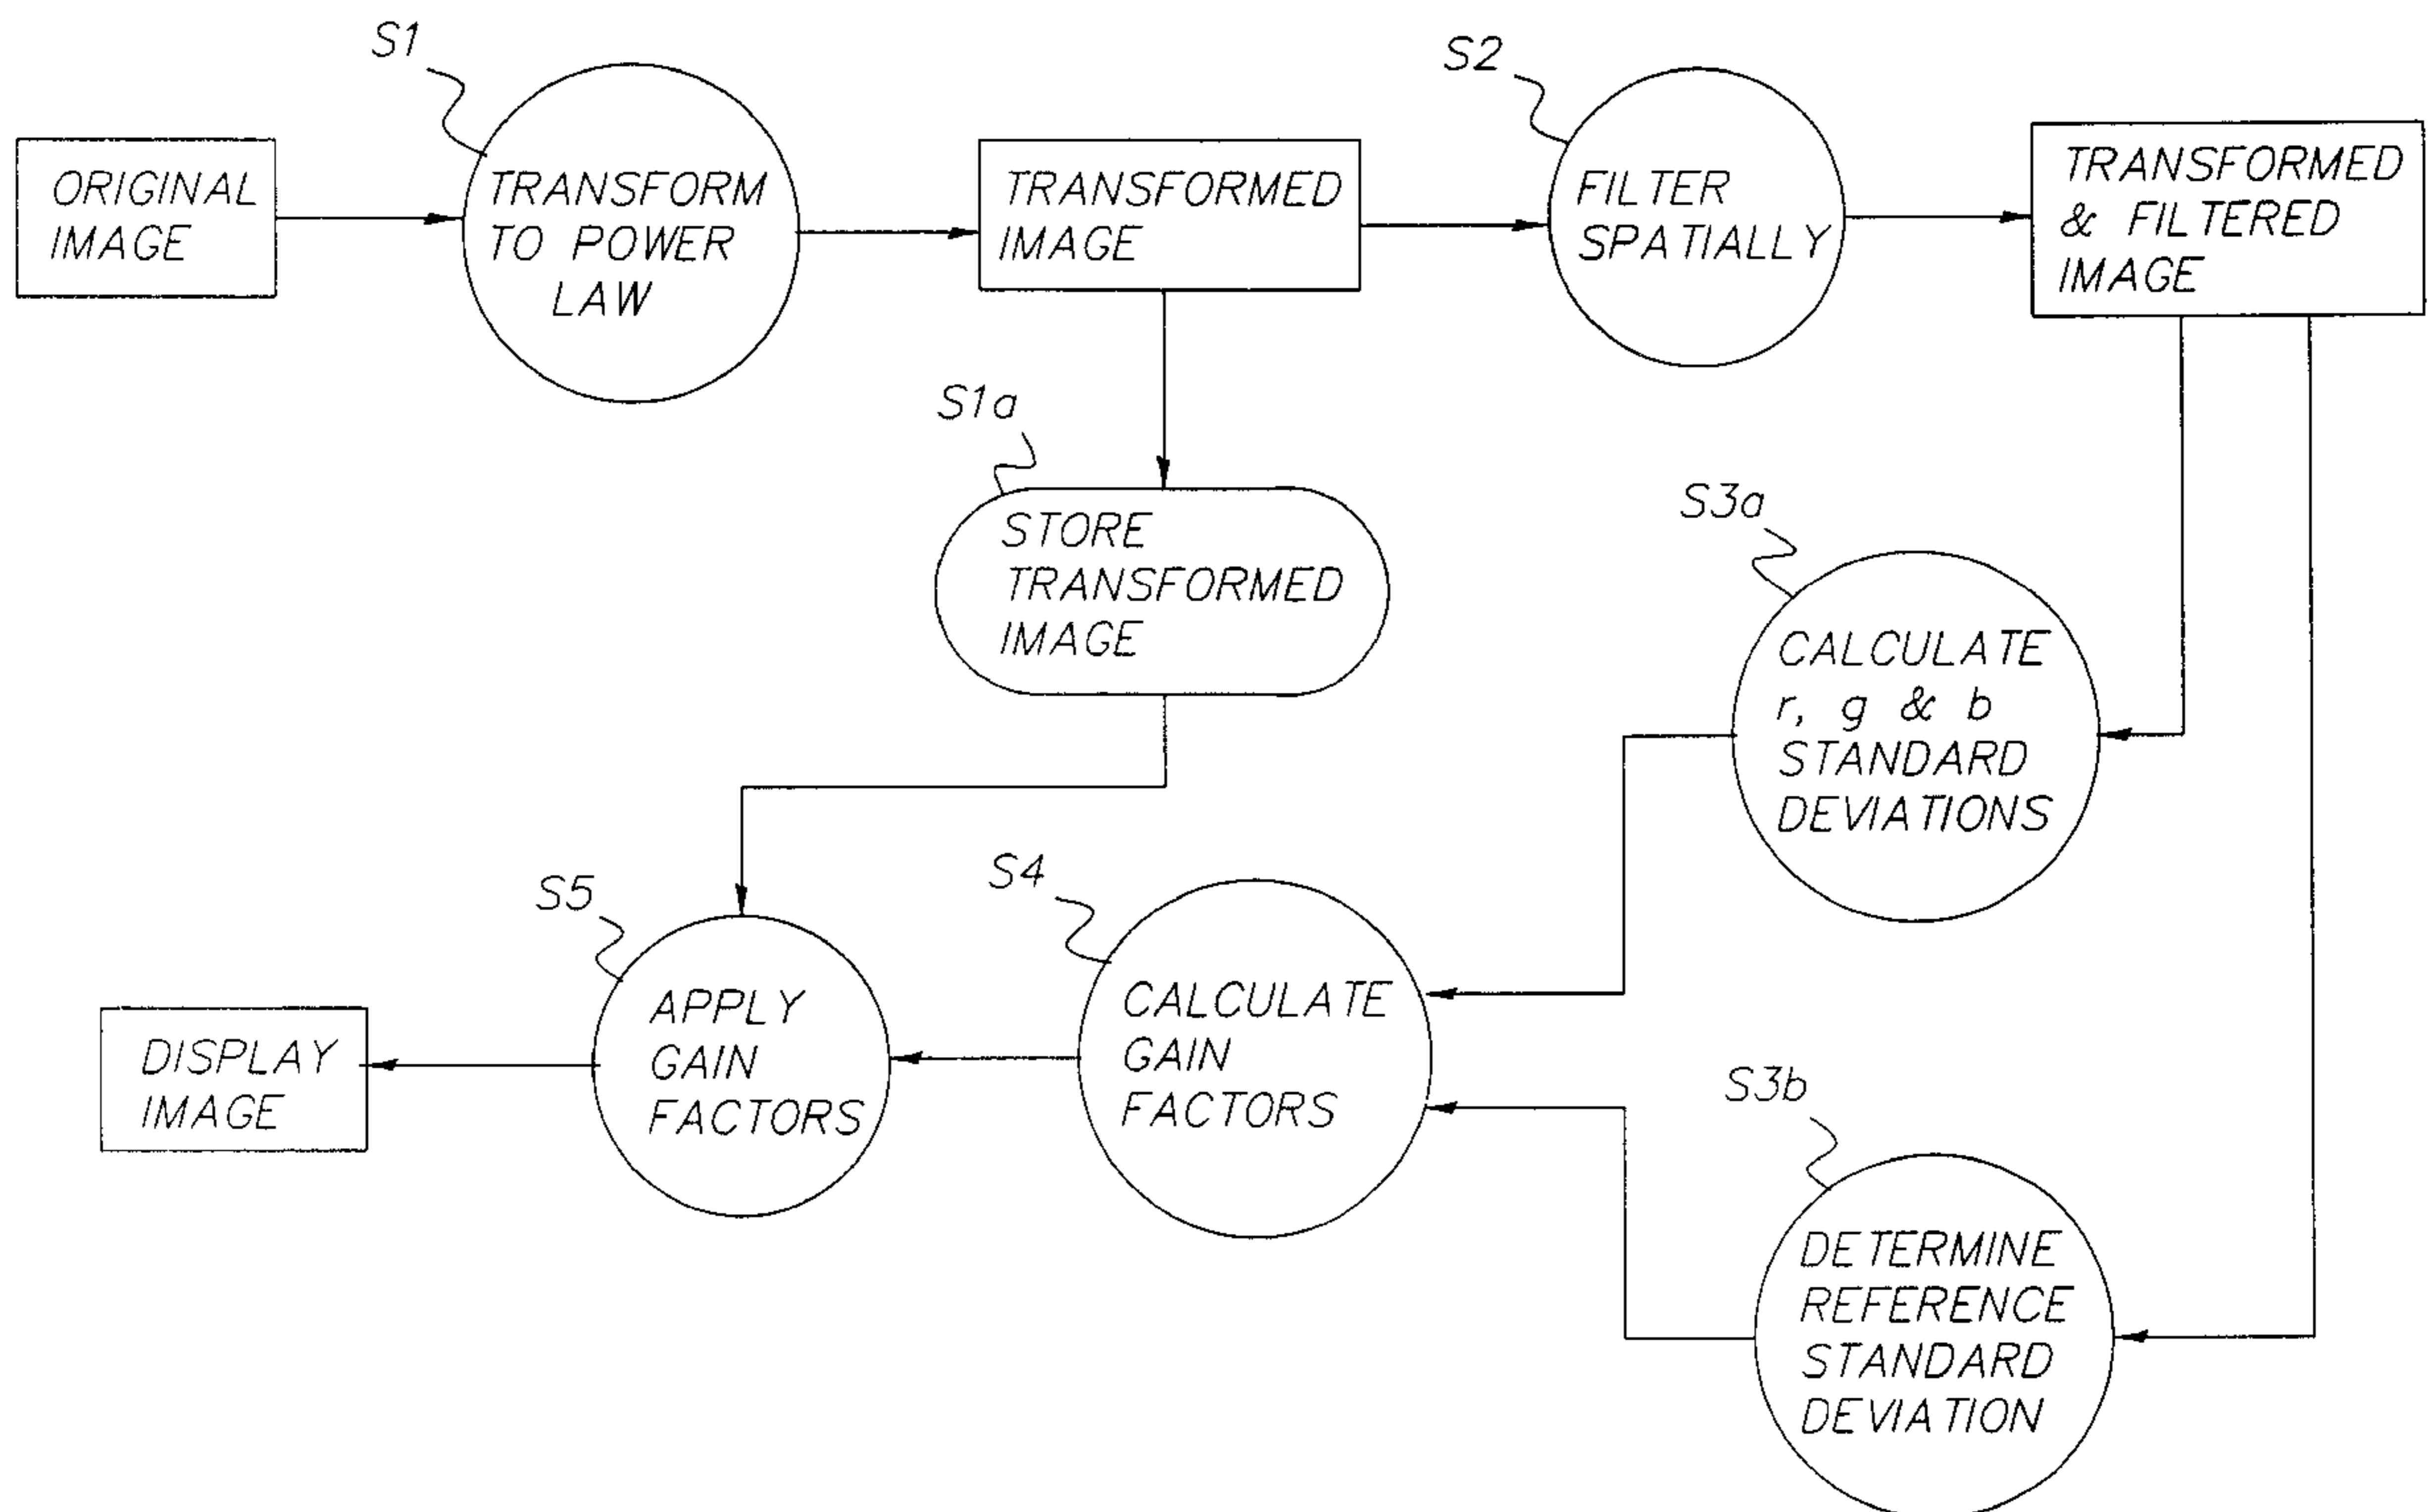 S1
S2
ORIGINAL
IMAGE
TRANSFORM
TO POWER
LAW
TRANSFORMED
IMAGE
FILTER
SPATIALLY
TRANSFORMED
& FILTERED
IMAGE
S1a
STORE
TRANSFORMED
IMAGE
S3a
CALCULATE
r, g & b
STANDARD
DEVIATIONS
S5
S4
DISPLAY
IMAGE
APPLY
GAIN
FACTORS
CALCULATE
GAIN
FACTORS
S3b
DETERMINE
REFERENCE
STANDARD
DEVIATION